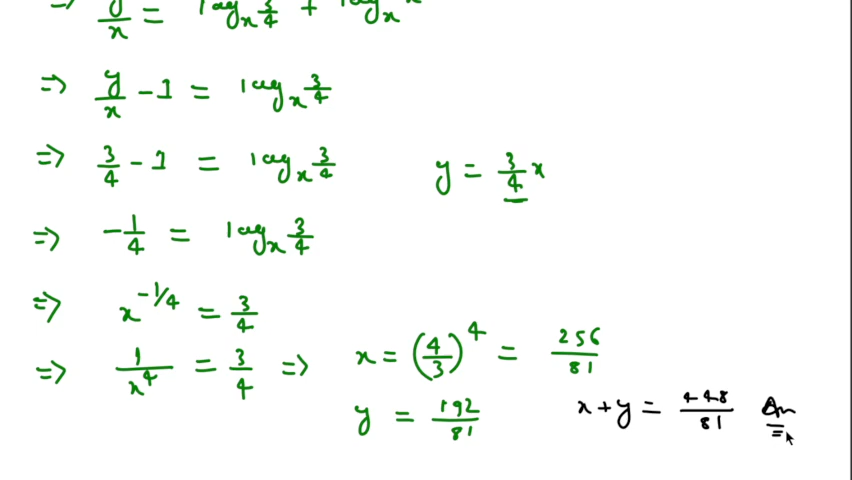 ⇒ y/x = log_x 3/4 + log_x x
⇒ y/x - 1 = log_x 3/4
⇒ 3/4 - 1 = log_x 3/4 y = 3/4 x
⇒ -1/4 = log_x 3/4
⇒ x^(-1/4) = 3/4
⇒ 1/x^4 = 3/4 ⇒ x = (4/3)^4 = 256/81
y = 192/81 x + y = 448/81 An